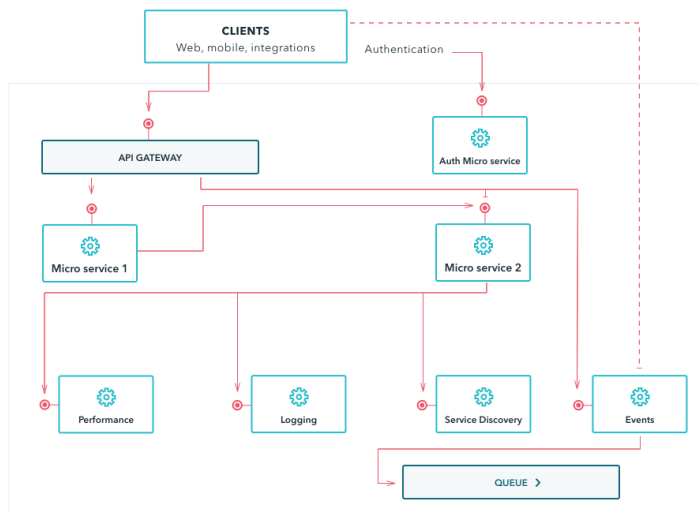 CLIENTS
Web, mobile, integrations
Authentication
API GATEWAY
Auth Micro service
Micro service 1
Micro service 2
Performance
Logging
Service Discovery
Events
QUEUE